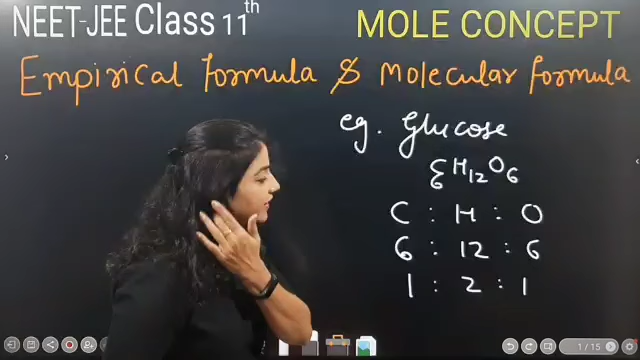 NEET-JEE Class 11th
MOLE CONCEPT
Empirical formula & Molecular formula
eg. Glucose
C6H12O6
C : H : O
6 : 12 : 6
1 : 2 : 1
1 / 15